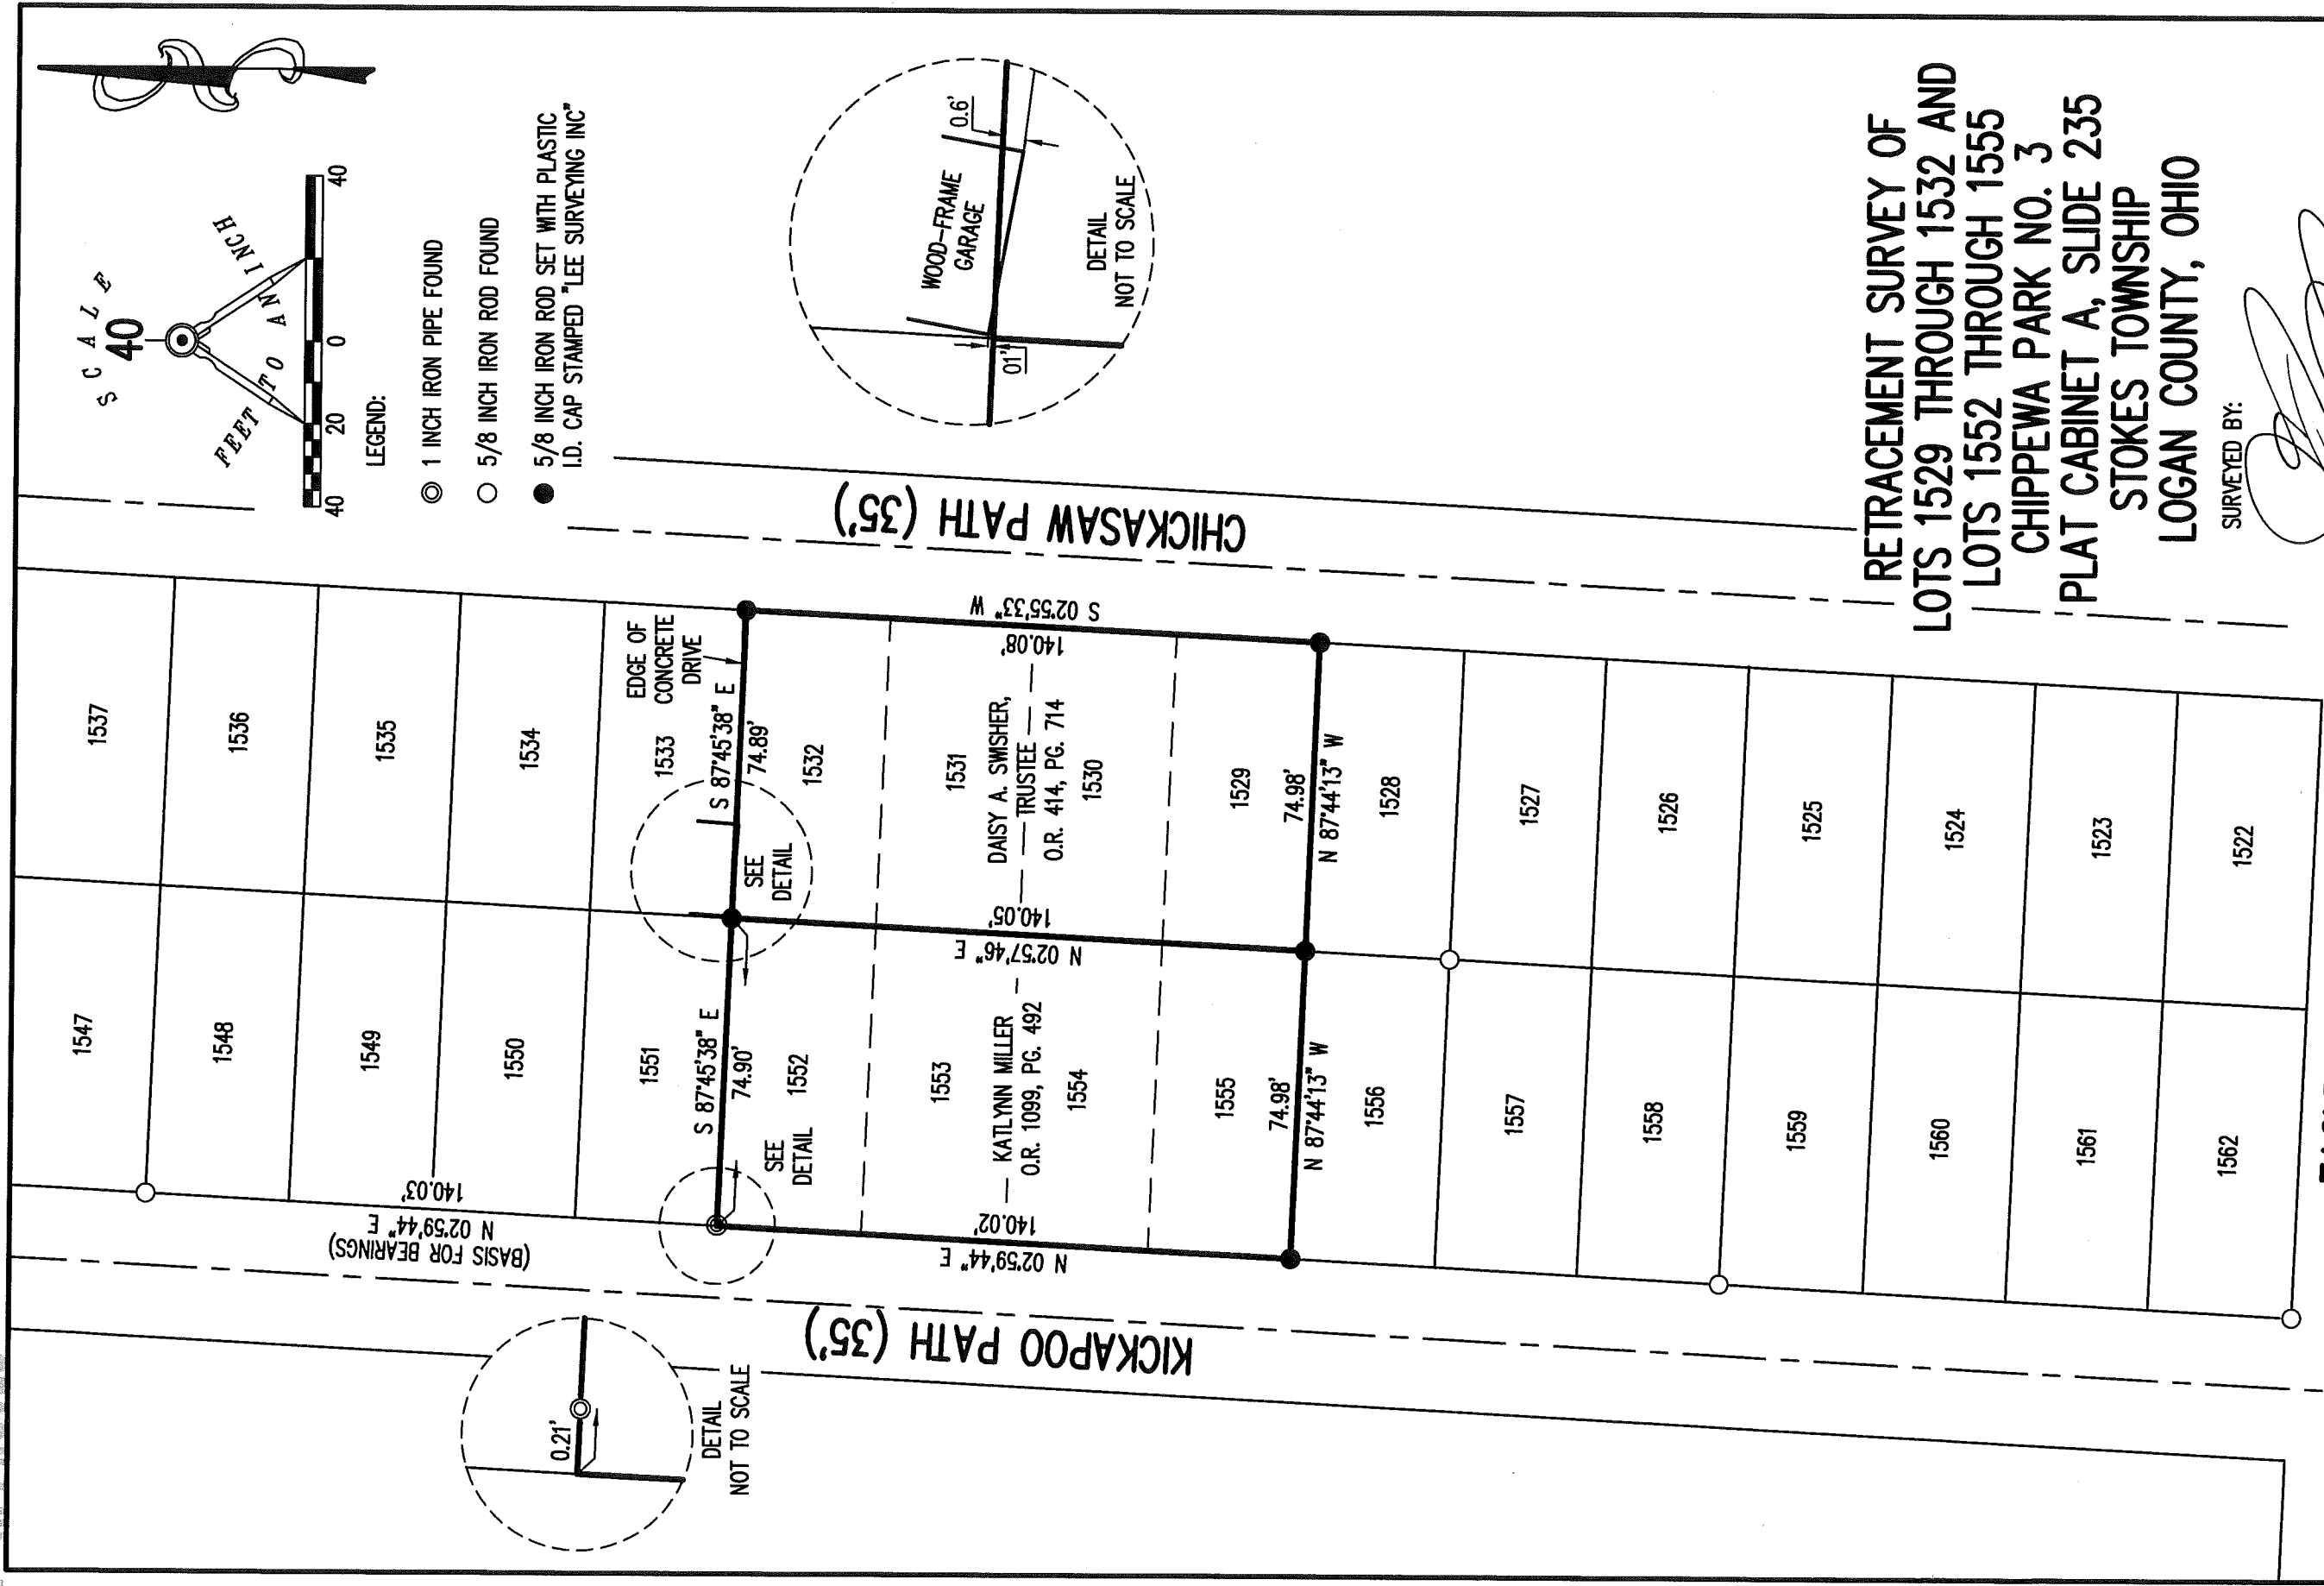 S C A L E
40
FEET TO AN INCH
40 20 0 40
LEGEND:
1 INCH IRON PIPE FOUND
5/8 INCH IRON ROD FOUND
5/8 INCH IRON ROD SET WITH PLASTIC
I.D. CAP STAMPED "LEE SURVEYING INC"
WOOD-FRAME
GARAGE
0.6'
01'
DETAIL
NOT TO SCALE
CHICKASAW PATH (35')
1537
1536
1535
1534
1533
EDGE OF
CONCRETE
DRIVE
S 87°45'38" E
74.89'
1532
SEE
DETAIL
1531
DAISY A. SWISHER,
TRUSTEE
O.R. 414, PG. 714
1530
S 02°55'33" W
140.08'
1529
74.98'
N 87°44'13" W
1528
1527
1526
1525
1524
1523
1522
1547
1548
1549
1550
1551
S 87°45'38" E
74.90'
1552
SEE
DETAIL
1553
KATLYNN MILLER
O.R. 1099, PG. 492
1554
140.05'
N 02°57'46" E
1555
74.98'
N 87°44'13" W
1556
1557
1558
1559
1560
1561
1562
140.03'
N 02°59'44" E
(BASIS FOR BEARINGS)
140.02'
N 02°59'44" E
KICKAPOO PATH (35')
0.21'
DETAIL
NOT TO SCALE
RETRACEMENT SURVEY OF
LOTS 1529 THROUGH 1532 AND
LOTS 1552 THROUGH 1555
CHIPPEWA PARK NO. 3
PLAT CABINET A, SLIDE 235
STOKES TOWNSHIP
LOGAN COUNTY, OHIO
SURVEYED BY: